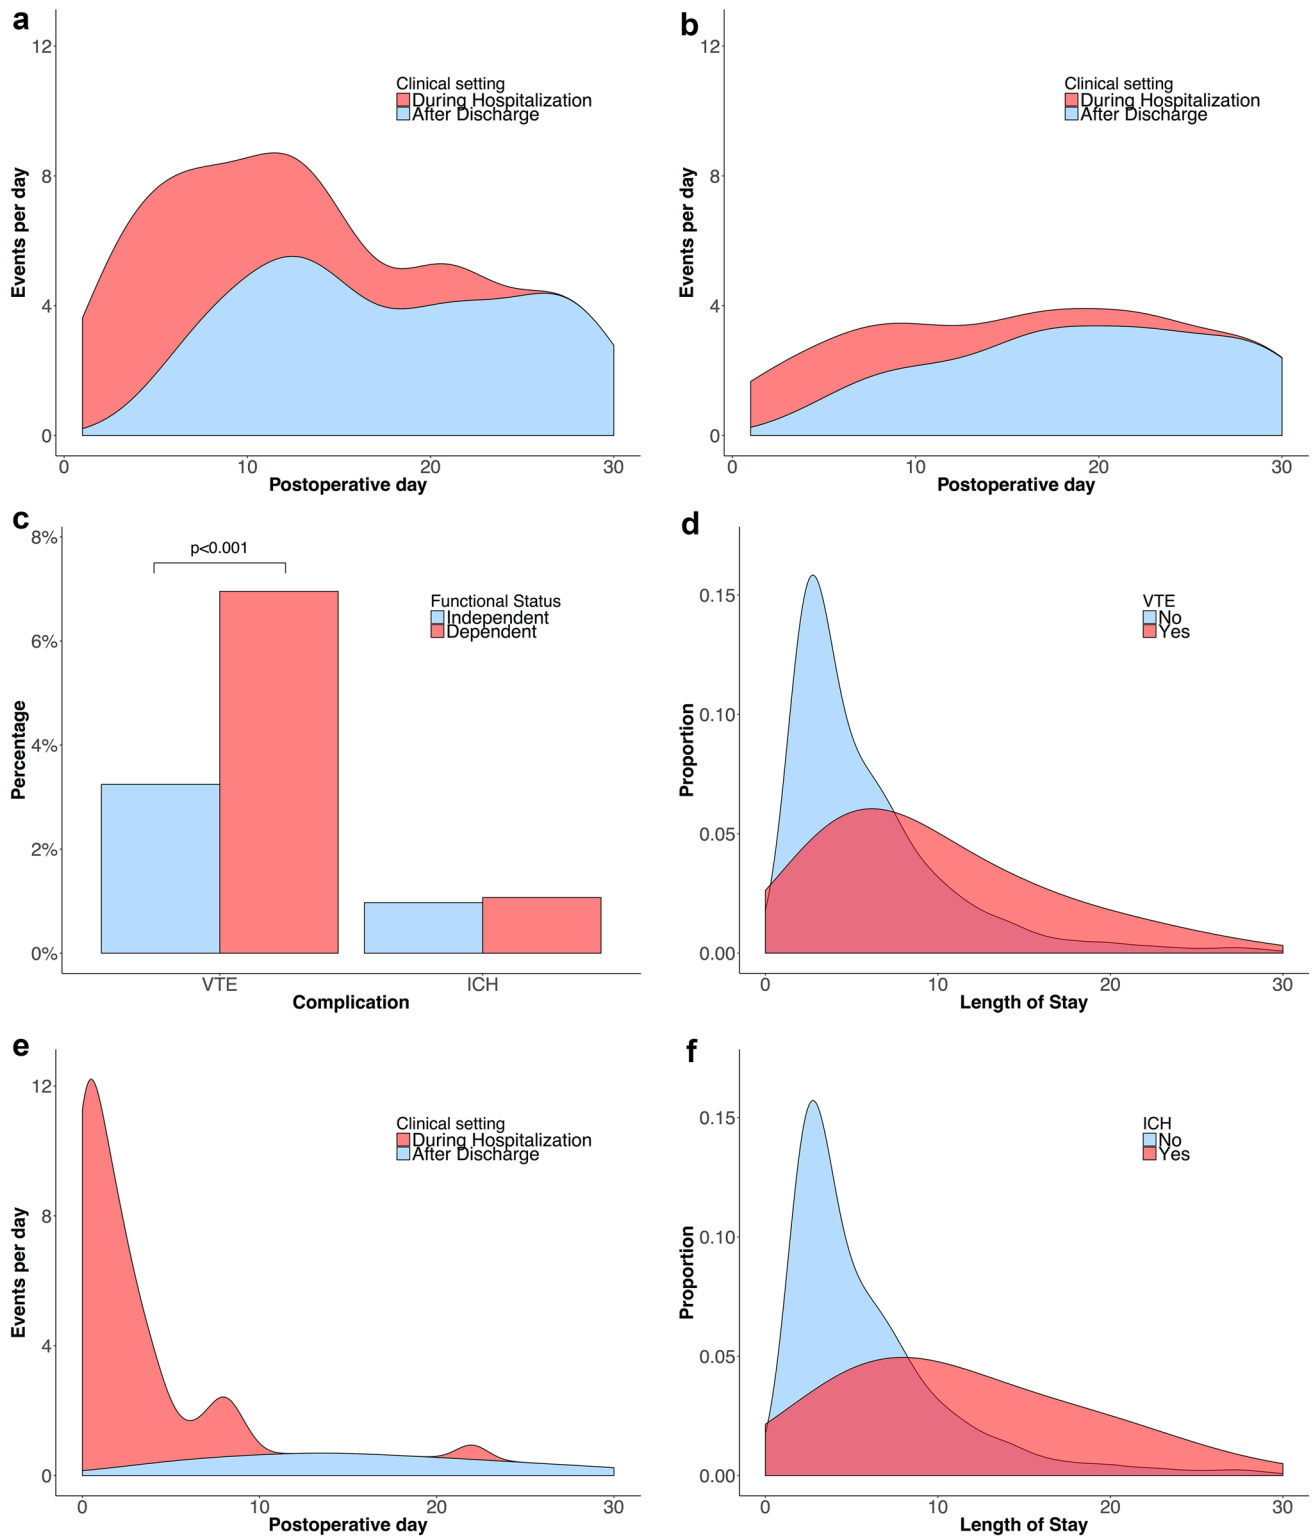 a
12
8
4
0
Events per day
Clinical setting
During Hospitalization
After Discharge
0 10 20 30
Postoperative day
b
12
8
4
0
Events per day
Clinical setting
During Hospitalization
After Discharge
0 10 20 30
Postoperative day
c
8%
6%
4%
2%
0%
Percentage
p<0.001
Functional Status
Independent
Dependent
VTE ICH
Complication
d
0.15
0.10
0.05
0.00
Proportion
VTE
No
Yes
0 10 20 30
Length of Stay
e
12
8
4
0
Events per day
Clinical setting
During Hospitalization
After Discharge
0 10 20 30
Postoperative day
f
0.15
0.10
0.05
0.00
Proportion
ICH
No
Yes
0 10 20 30
Length of Stay